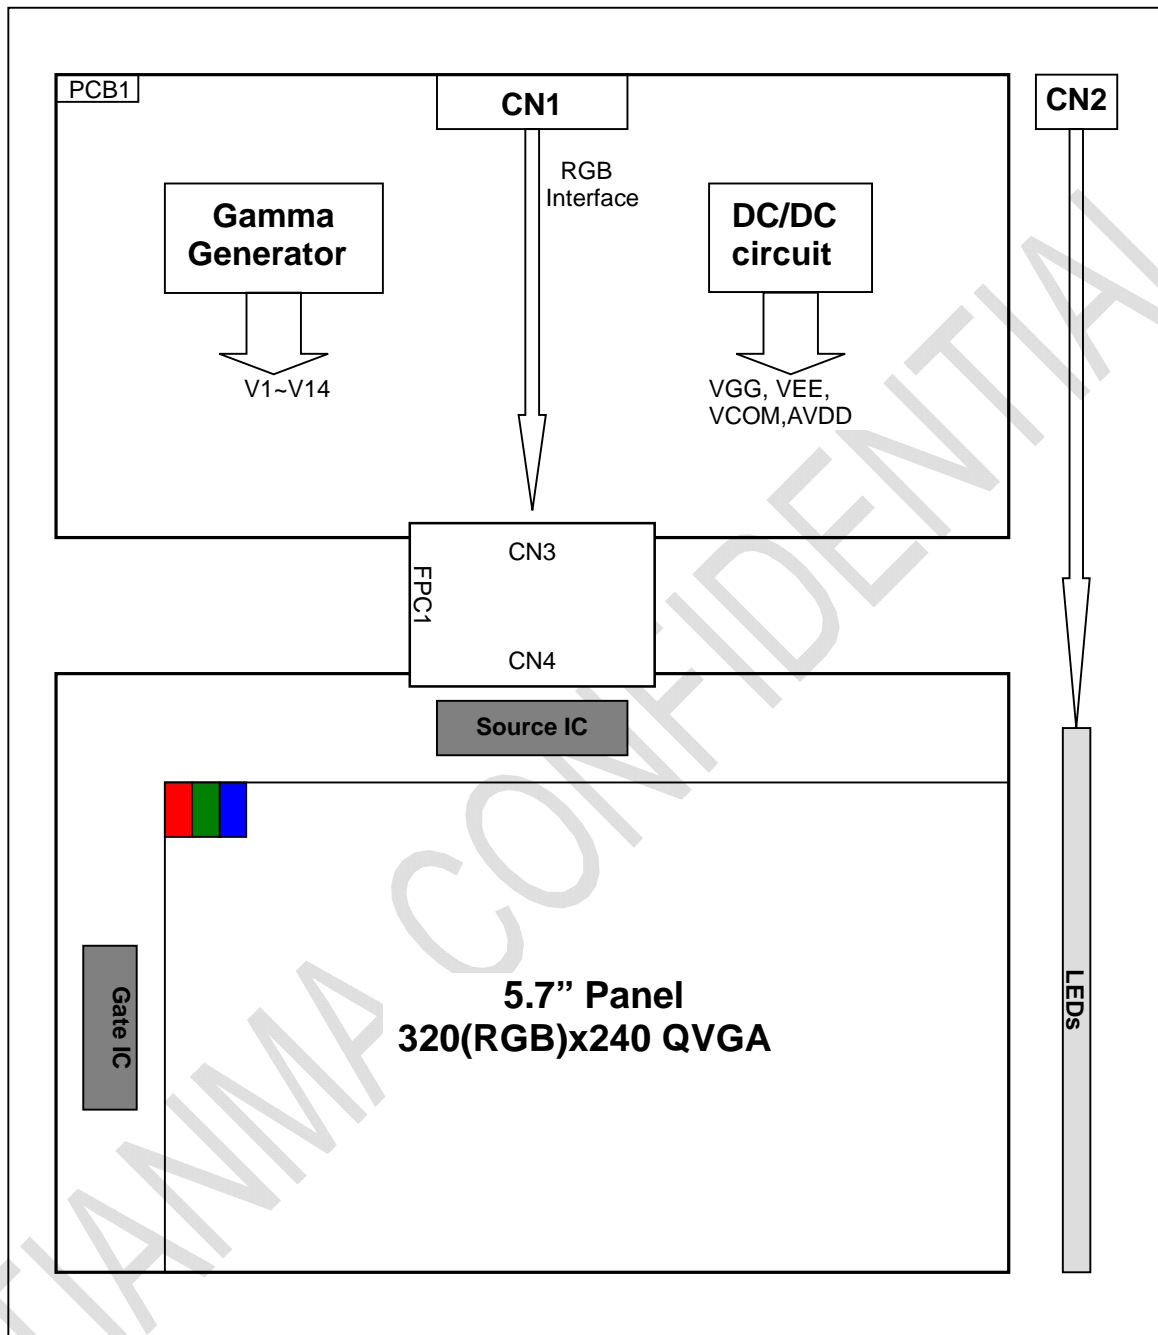 PCB1
CN1
CN2
RGB
Interface
Gamma
Generator
DC/DC
circuit
V1~V14
VGG, VEE,
VCOM,AVDD
CN3
FPC1
CN4
Source IC
Gate IC
5.7” Panel
320(RGB)x240 QVGA
LEDs
TIANMA CONFIDENTIAL